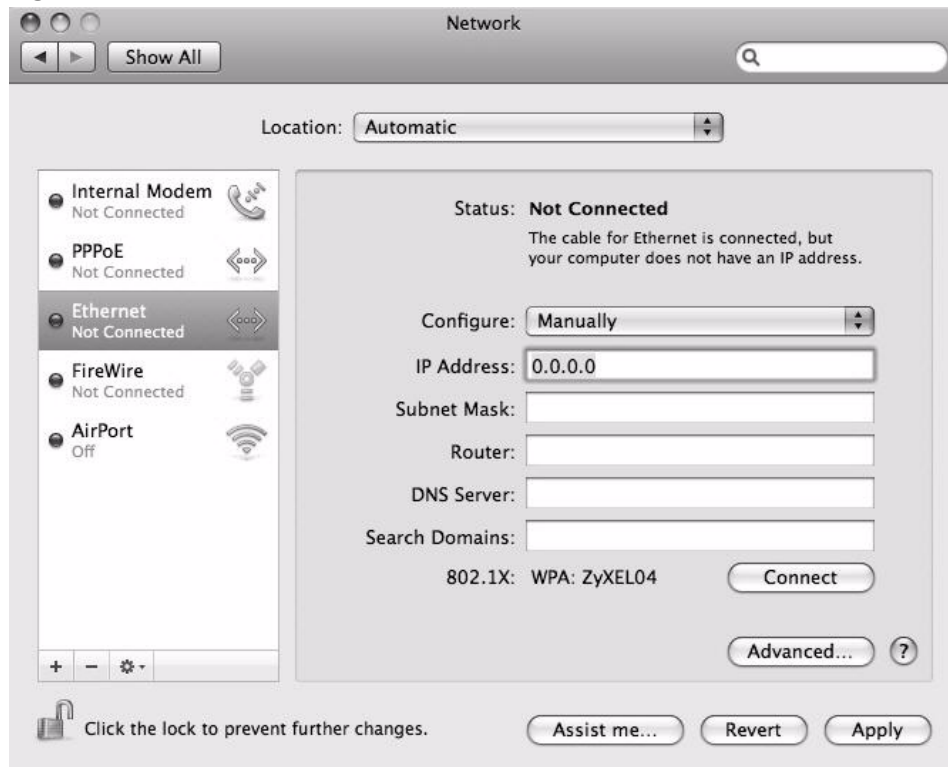 Network
Show All
Location: Automatic
Internal Modem
Not Connected
PPPoE
Not Connected
Ethernet
Not Connected
FireWire
Not Connected
AirPort
Off
Status: Not Connected
The cable for Ethernet is connected, but
your computer does not have an IP address.
Configure: Manually
IP Address: 0.0.0.0
Subnet Mask:
Router:
DNS Server:
Search Domains:
802.1X: WPA: ZyXEL04 Connect
Advanced... ?
+ −
Click the lock to prevent further changes.
Assist me... Revert Apply